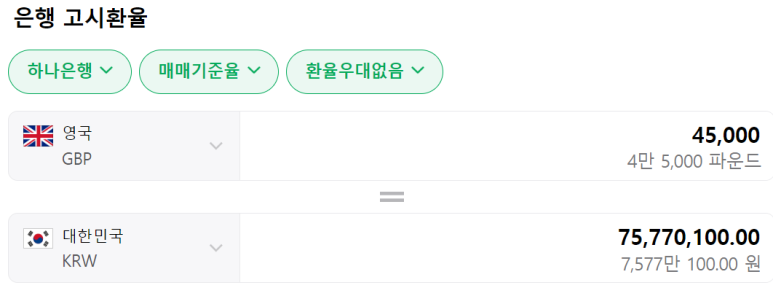 은행 고시환율
하나은행 매매기준율 환율우대없음
영국
GBP
45,000
4만 5,000 파운드
대한민국
KRW
75,770,100.00
7,577만 100.00 원